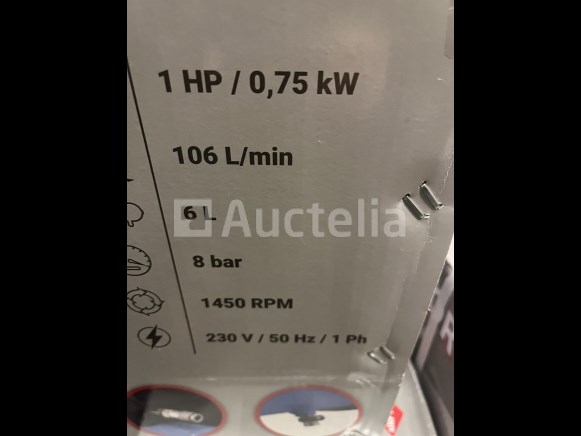 1 HP / 0,75 kW
106 L/min
6 L
Auctelia
8 bar
1450 RPM
230 V / 50 Hz / 1 Ph